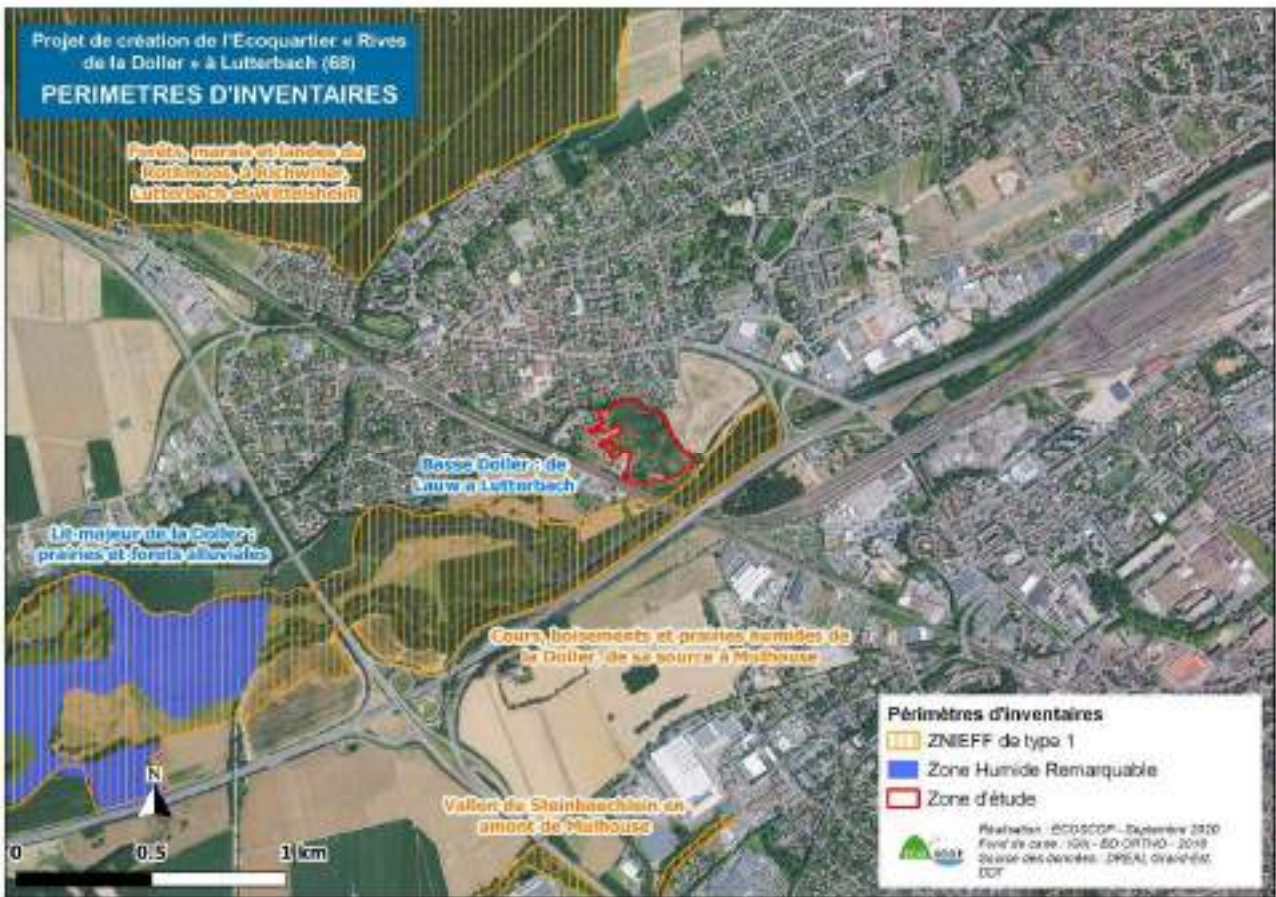 Projet de création de l'Ecoquartier « Rives
de la Doller » à Lutterbach (68)
PERIMETRES D'INVENTAIRES
Forêts, marais et landes du
Rothmoos, à Richwiller,
Lutterbach et Wittelsheim
Basse Doller : de
Lauw à Lutterbach
Lit majeur de la Doller :
prairies et forêts alluviales
Cours, boisements et prairies humides de
la Doller, de sa source à Mulhouse
Vallon du Steinbaechlein en
amont de Mulhouse
N
0 0.5 1 km
Périmètres d'inventaires
ZNIEFF de type 1
Zone Humide Remarquable
Zone d'étude
Réalisation : ECOSCOP - Septembre 2020
Fond de carte : IGN - BD ORTHO - 2018
Source des données : DREAL Grand-Est,
DDT